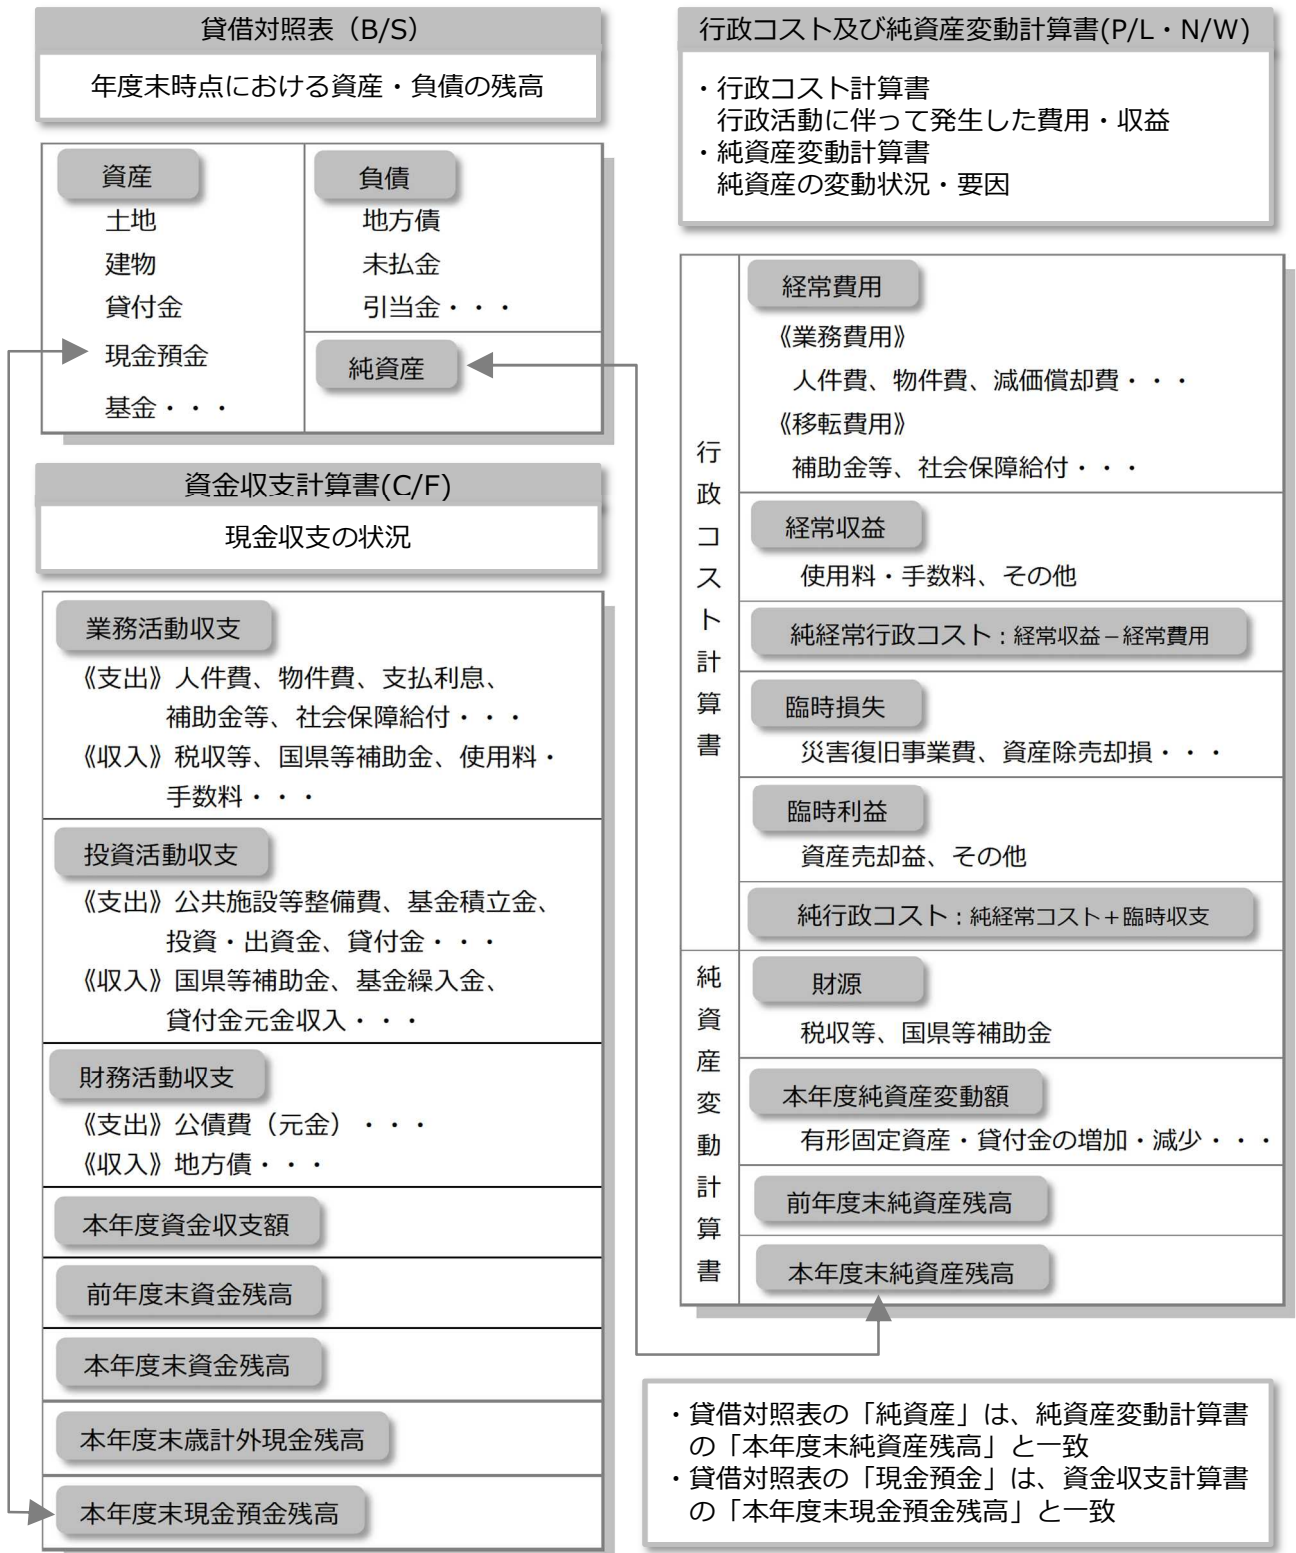 貸借対照表（B/S）
年度末時点における資産・負債の残高
資産
土地
建物
貸付金
現金預金
基金・・・
負債
地方債
未払金
引当金・・・
純資産
資金収支計算書(C/F)
現金収支の状況
業務活動収支
《支出》人件費、物件費、支払利息、
補助金等、社会保障給付・・・
《収入》税収等、国県等補助金、使用料・
手数料・・・
投資活動収支
《支出》公共施設等整備費、基金積立金、
投資・出資金、貸付金・・・
《収入》国県等補助金、基金繰入金、
貸付金元金収入・・・
財務活動収支
《支出》公債費（元金）・・・
《収入》地方債・・・
本年度資金収支額
前年度末資金残高
本年度末資金残高
本年度末歳計外現金残高
本年度末現金預金残高
行政コスト及び純資産変動計算書(P/L・N/W)
・行政コスト計算書
行政活動に伴って発生した費用・収益
・純資産変動計算書
純資産の変動状況・要因
行政コスト計算書
経常費用
《業務費用》
人件費、物件費、減価償却費・・・
《移転費用》
補助金等、社会保障給付・・・
経常収益
使用料・手数料、その他
純経常行政コスト：経常収益－経常費用
臨時損失
災害復旧事業費、資産除売却損・・・
臨時利益
資産売却益、その他
純行政コスト：純経常コスト＋臨時収支
純資産変動計算書
財源
税収等、国県等補助金
本年度純資産変動額
有形固定資産・貸付金の増加・減少・・・
前年度末純資産残高
本年度末純資産残高
・貸借対照表の「純資産」は、純資産変動計算書
の「本年度末純資産残高」と一致
・貸借対照表の「現金預金」は、資金収支計算書
の「本年度末現金預金残高」と一致